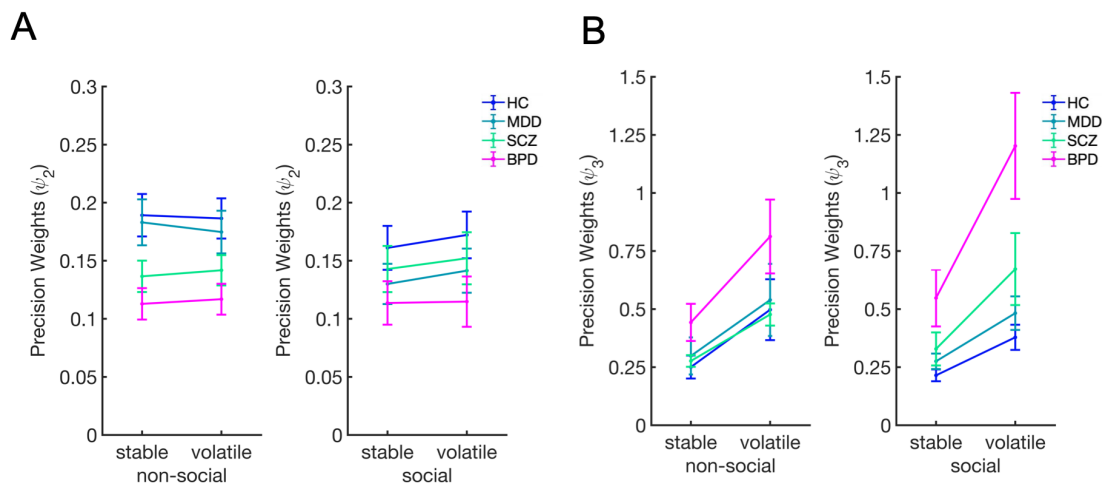 A
B
Precision Weights (ψ2)
0.3
0.25
0.2
0.15
0.1
0.05
0
stable volatile
non-social
Precision Weights (ψ2)
0.3
0.25
0.2
0.15
0.1
0.05
0
stable volatile
social
HC
MDD
SCZ
BPD
Precision Weights (ψ3)
1.5
1.25
1
0.75
0.5
0.25
0
stable volatile
non-social
Precision Weights (ψ3)
1.5
1.25
1
0.75
0.5
0.25
0
stable volatile
social
HC
MDD
SCZ
BPD